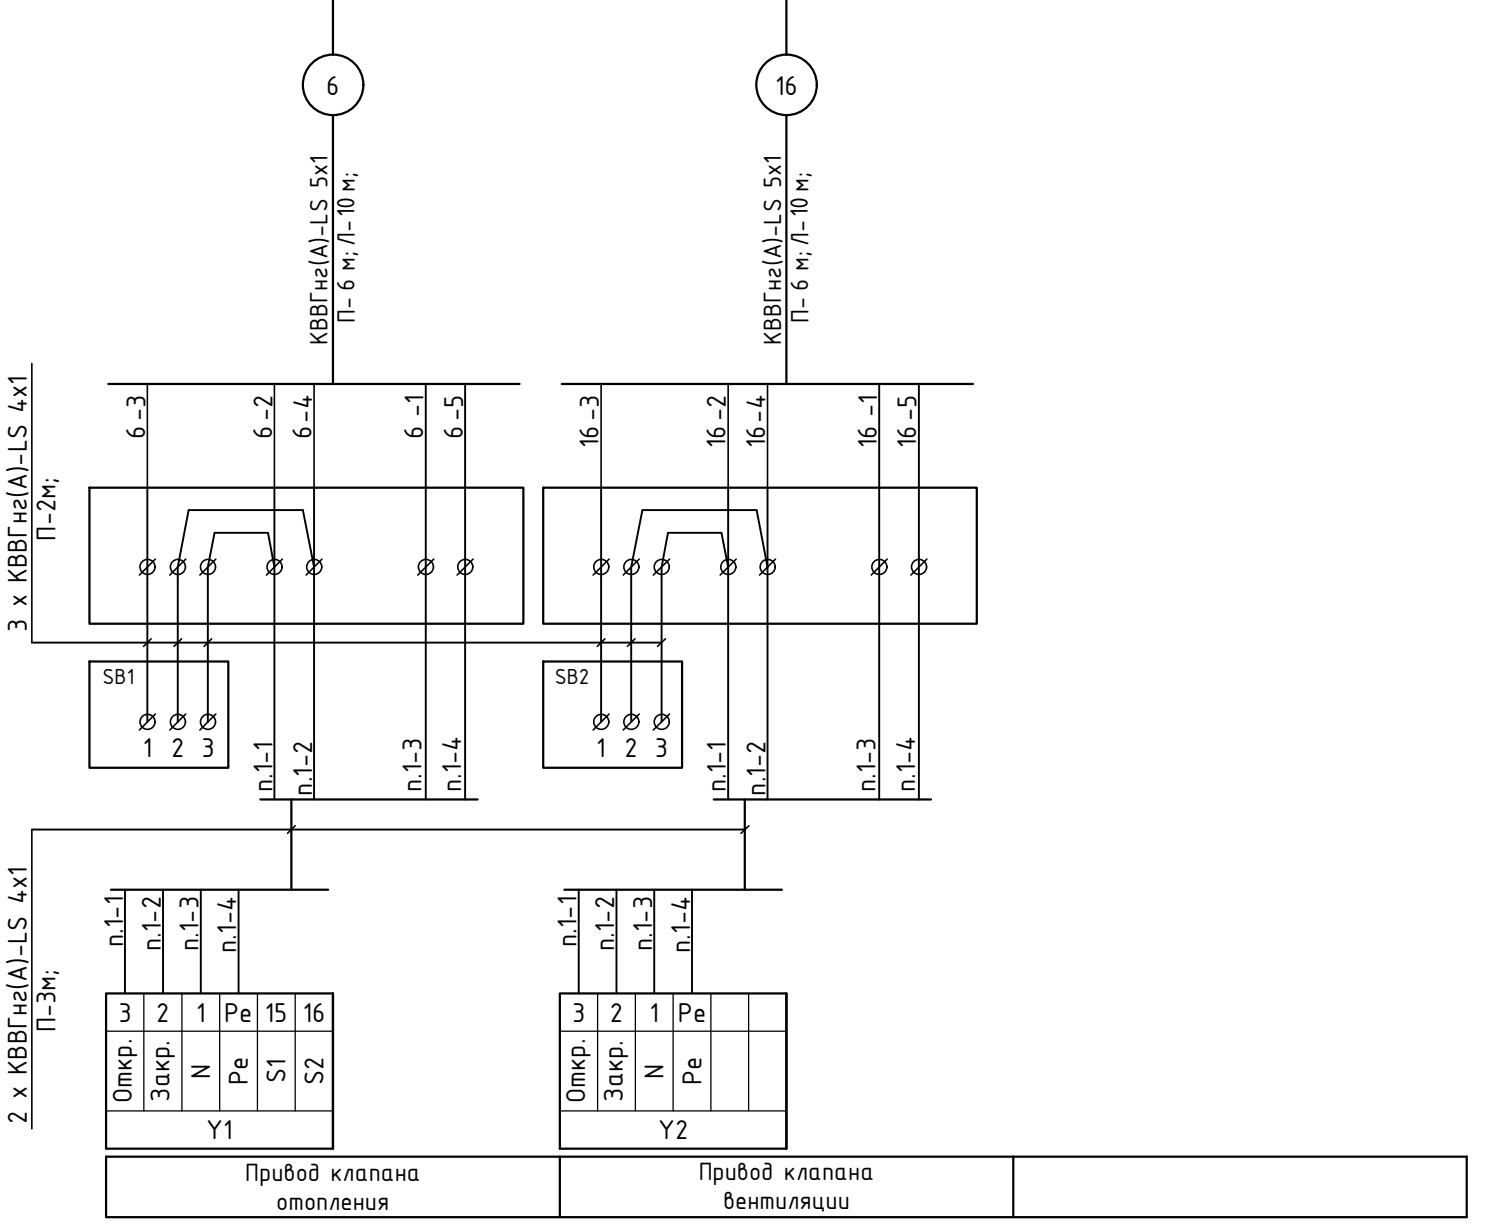 6
16
КВВГнг(А)-LS 5х1
П- 6 м; Л-10 м;
КВВГнг(А)-LS 5х1
П- 6 м; Л-10 м;
3 х КВВГнг(А)-LS 4х1
П-2м;
6 -3
6 -2
6 -4
6 -1
6 -5
16 -3
16 -2
16 -4
16 -1
16 -5
SB1
1 2 3
SB2
1 2 3
п.1-1
п.1-2
п.1-3
п.1-4
п.1-1
п.1-2
п.1-3
п.1-4
2 х КВВГнг(А)-LS 4х1
П-3м;
п.1-1
п.1-2
п.1-3
п.1-4
п.1-1
п.1-2
п.1-3
п.1-4
3 2 1 Ре 15 16
Откр. Закр. N Ре S1 S2
Y1
3 2 1 Ре
Откр. Закр. N Ре
Y2
Привод клапана
отопления
Привод клапана
вентиляции